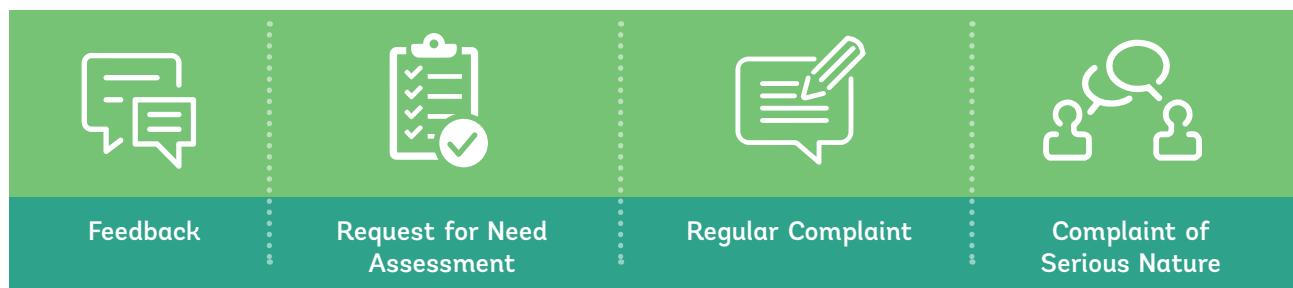 Feedback
Request for Need
Assessment
Regular Complaint
Complaint of
Serious Nature